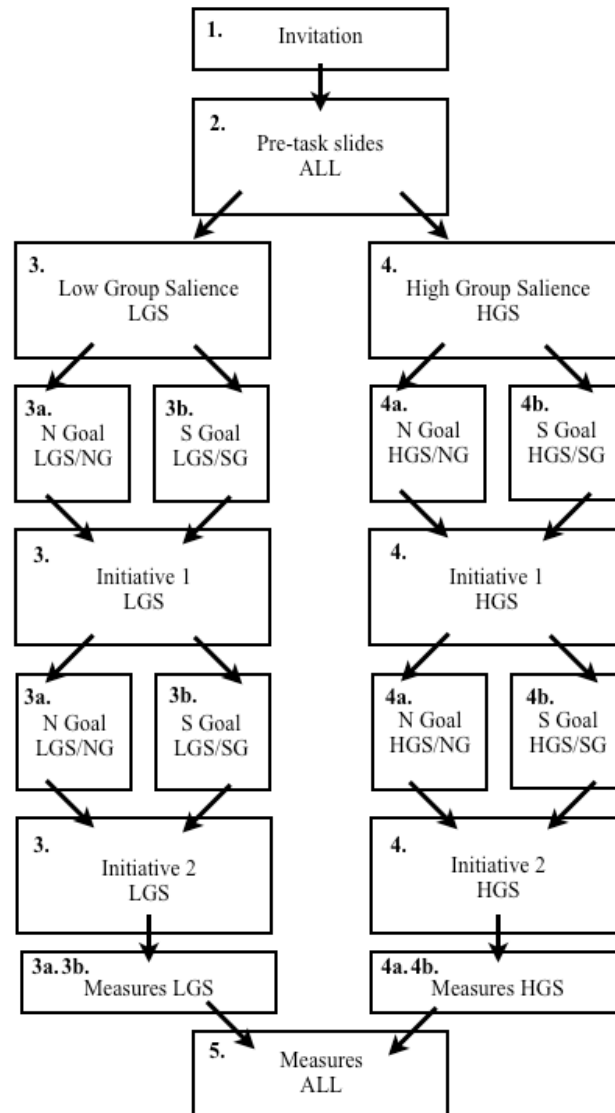 1.
Invitation
2.
Pre-task slides
ALL
3.
Low Group Salience
LGS
4.
High Group Salience
HGS
3a.
N Goal
LGS/NG
3b.
S Goal
LGS/SG
4a.
N Goal
HGS/NG
4b.
S Goal
HGS/SG
3.
Initiative 1
LGS
4.
Initiative 1
HGS
3a.
N Goal
LGS/NG
3b.
S Goal
LGS/SG
4a.
N Goal
HGS/NG
4b.
S Goal
HGS/SG
3.
Initiative 2
LGS
4.
Initiative 2
HGS
3a. 3b.
Measures LGS
4a. 4b.
Measures HGS
5.
Measures
ALL